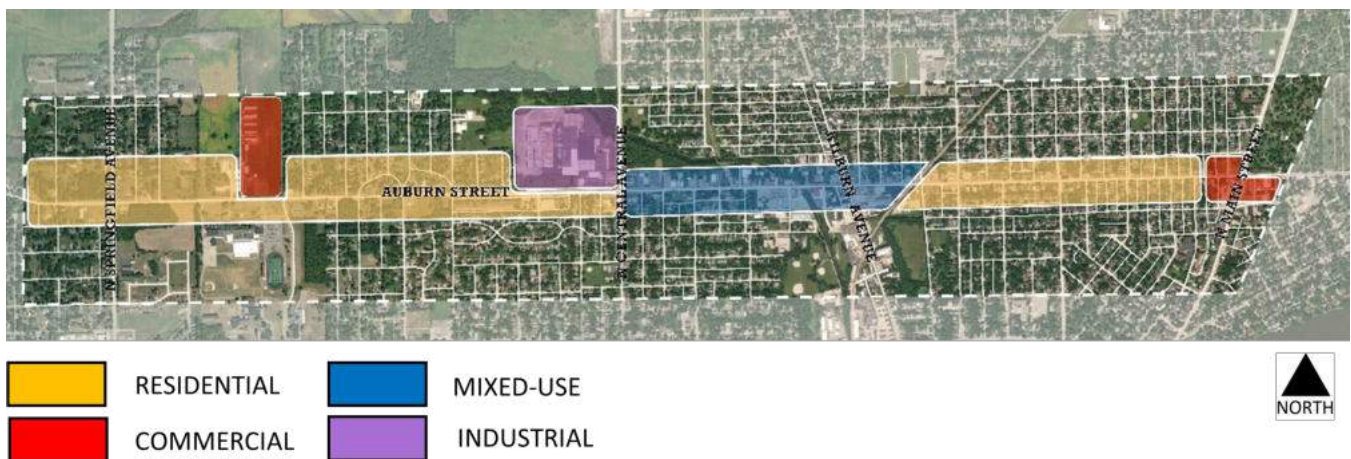 N SPRINGFIELD AVENUE
AUBURN STREET
N CENTRAL AVENUE
KILBURN AVENUE
N MAIN STREET
RESIDENTIAL
MIXED-USE
COMMERCIAL
INDUSTRIAL
NORTH